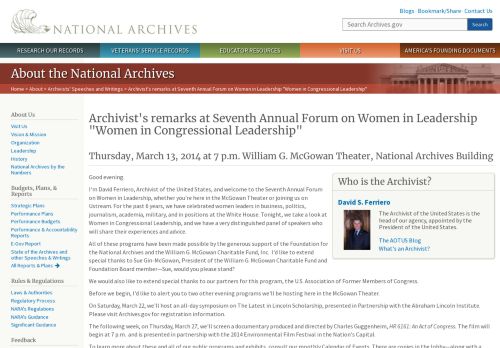 NATIONAL ARCHIVES
Blogs · Bookmark/Share · Contact Us
Search Archives.gov
Search
RESEARCH OUR RECORDS
VETERANS' SERVICE RECORDS
EDUCATOR RESOURCES
VISIT US
AMERICA'S FOUNDING DOCUMENTS
About the National Archives
Home > About > Archivists' Speeches and Writings > Archivist's remarks at Seventh Annual Forum on Women in Leadership "Women in Congressional Leadership"
About Us
Visit Us
Vision & Mission
Organization
Leadership
History
National Archives by the Numbers
Budgets, Plans, & Reports
Strategic Plans
Performance Plans
Performance Budgets
Performance & Accountability Reports
E-Gov Report
State of the Archives and other Speeches & Writings
All Reports & Plans
Rules & Regulations
Laws & Authorities
Regulatory Process
NARA's Regulations
NARA's Guidance
Significant Guidance
Archivist's remarks at Seventh Annual Forum on Women in Leadership
"Women in Congressional Leadership"
Thursday, March 13, 2014 at 7 p.m. William G. McGowan Theater, National Archives Building
Good evening.
I'm David Ferriero, Archivist of the United States, and welcome to the Seventh Annual Forum
on Women in Leadership, whether you're here in the McGowan Theater or joining us on
Ustream. For the past 6 years, we have celebrated women leaders in business, politics,
journalism, academia, military, and in positions at the White House. Tonight, we take a look at
Women in Congressional Leadership, and we have a very distinguished panel of speakers who
will share their experiences and advice.
All of these programs have been made possible by the generous support of the Foundation for
the National Archives and the William G. McGowan Charitable Fund, Inc. I'd like to extend
special thanks to Sue Gin-McGowan, President of the William G. McGowan Charitable Fund and
Foundation Board member—Sue, would you please stand?
We would also like to extend special thanks to our partners for this program, the U.S. Association of Former Members of Congress.
Before we begin, I'd like to alert you to two other evening programs we'll be hosting here in the McGowan Theater.
On Saturday, March 22, we'll host an all-day symposium on The Latest in Lincoln Scholarship, presented in Partnership with the Abraham Lincoln Institute.
Please visit Archives.gov for registration information.
The following week, on Thursday, March 27, we'll screen a documentary produced and directed by Charles Guggenheim, HR 6161: An Act of Congress. The film will
begin at 7 p.m. and is presented in partnership with the 2014 Environmental Film Festival in the Nation's Capital.
To learn more about these and all of our public programs and exhibits, consult our monthly Calendar of Events. There are copies in the lobby—along with a
Who is the Archivist?
David S. Ferriero
The Archivist of the United States is the head of our agency, appointed by the President of the United States.
The AOTUS Blog
What's an Archivist?